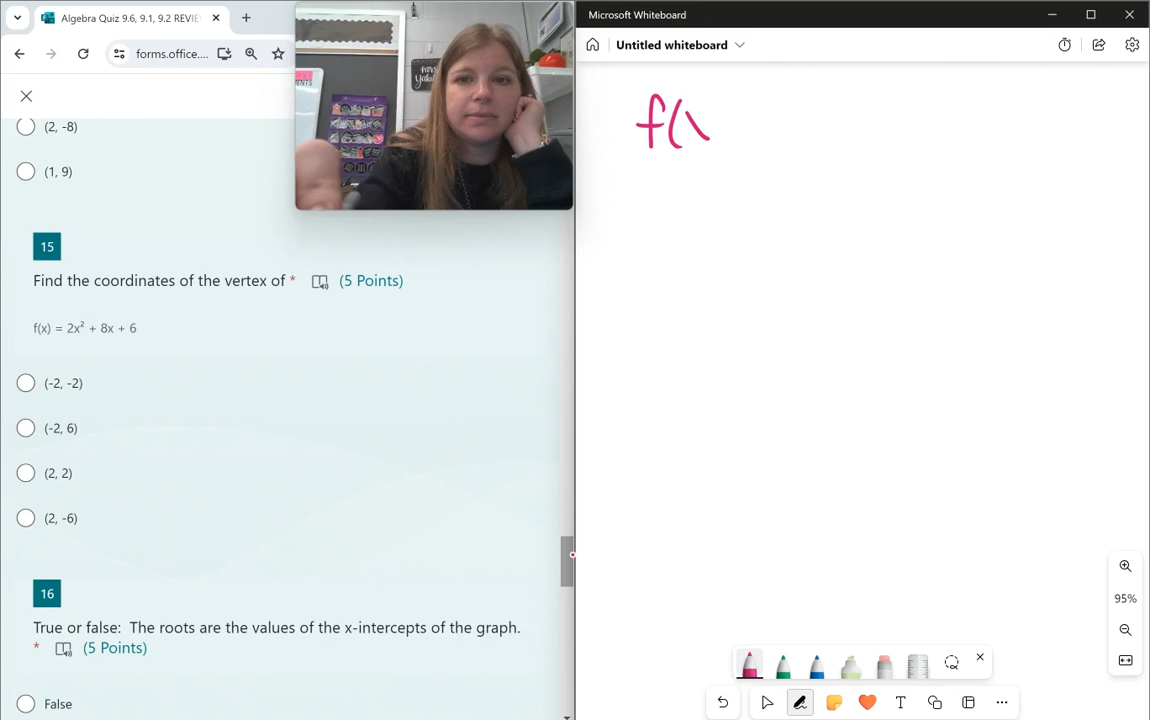 Algebra Quiz 9.6, 9.1, 9.2 REVIE
Microsoft Whiteboard
forms.office....
Untitled whiteboard
f(\
(2, -8)
(1, 9)
15
Find the coordinates of the vertex of * (5 Points)
f(x) = 2x² + 8x + 6
(-2, -2)
(-2, 6)
(2, 2)
(2, -6)
16
True or false: The roots are the values of the x-intercepts of the graph.
* (5 Points)
False
95%
T